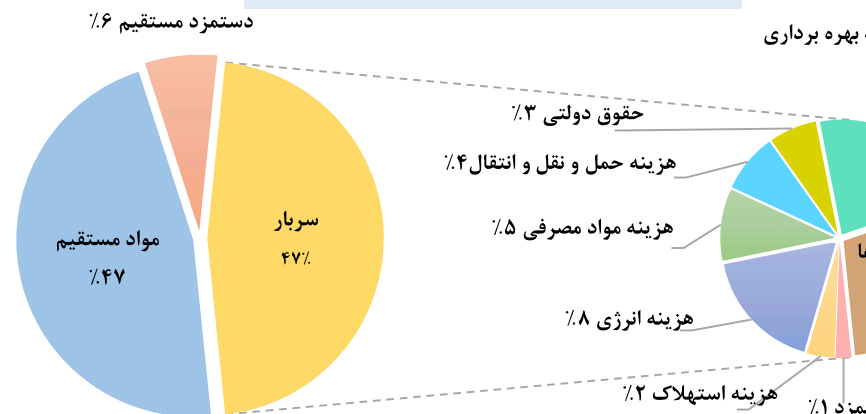 دستمزد مستقیم ۶٪
بهره برداری
حقوق دولتی ۳٪
هزینه حمل و نقل و انتقال۴٪
هزینه مواد مصرفی ۵٪
سربار
۴۷٪
مواد مستقیم
۴۷٪
هزینه انرژی ۸٪
هزینه استهلاک ۲٪
۱٪